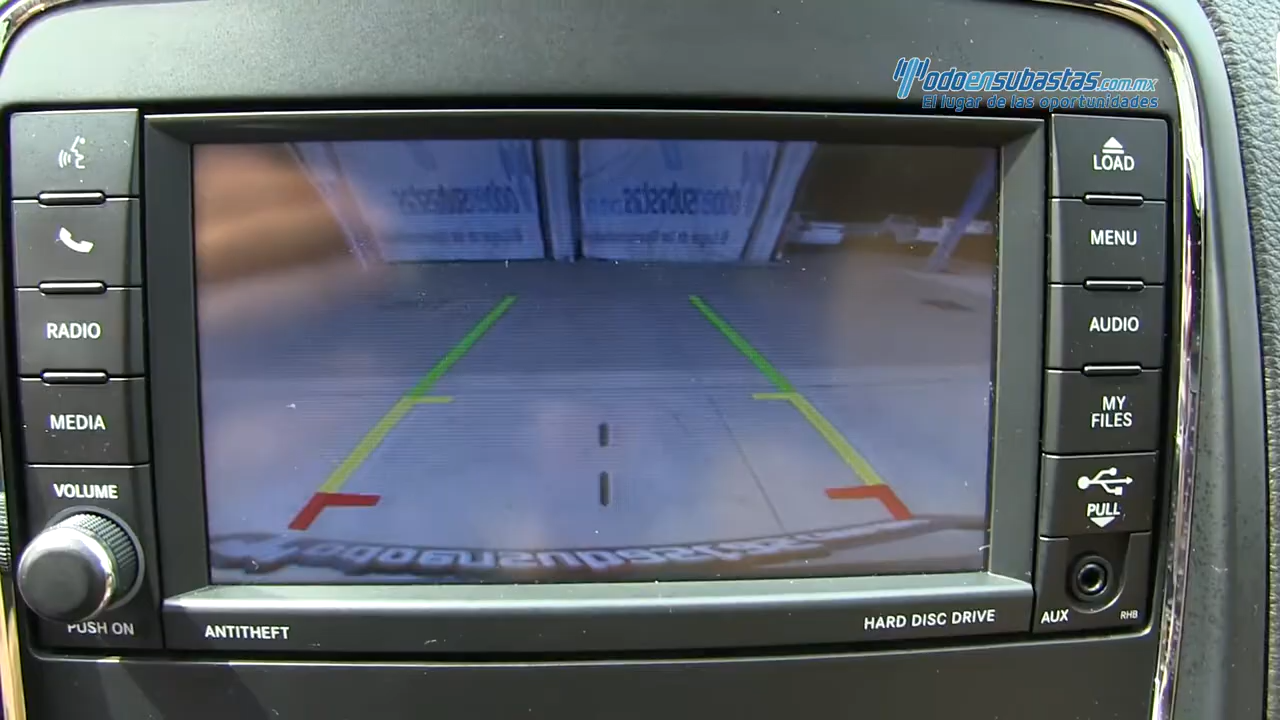 Todoensubastas.com.mx
El lugar de las oportunidades
LOAD
MENU
RADIO
AUDIO
MEDIA
MY
FILES
VOLUME
PULL
PUSH ON
ANTITHEFT
HARD DISC DRIVE
AUX
RHB